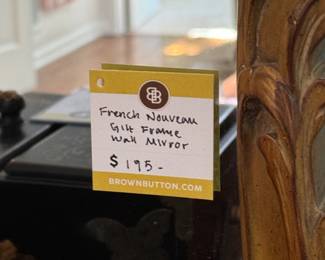 BB
French Nouveau
Gilt Frame
Wall Mirror
$195-
BROWNBUTTON.COM